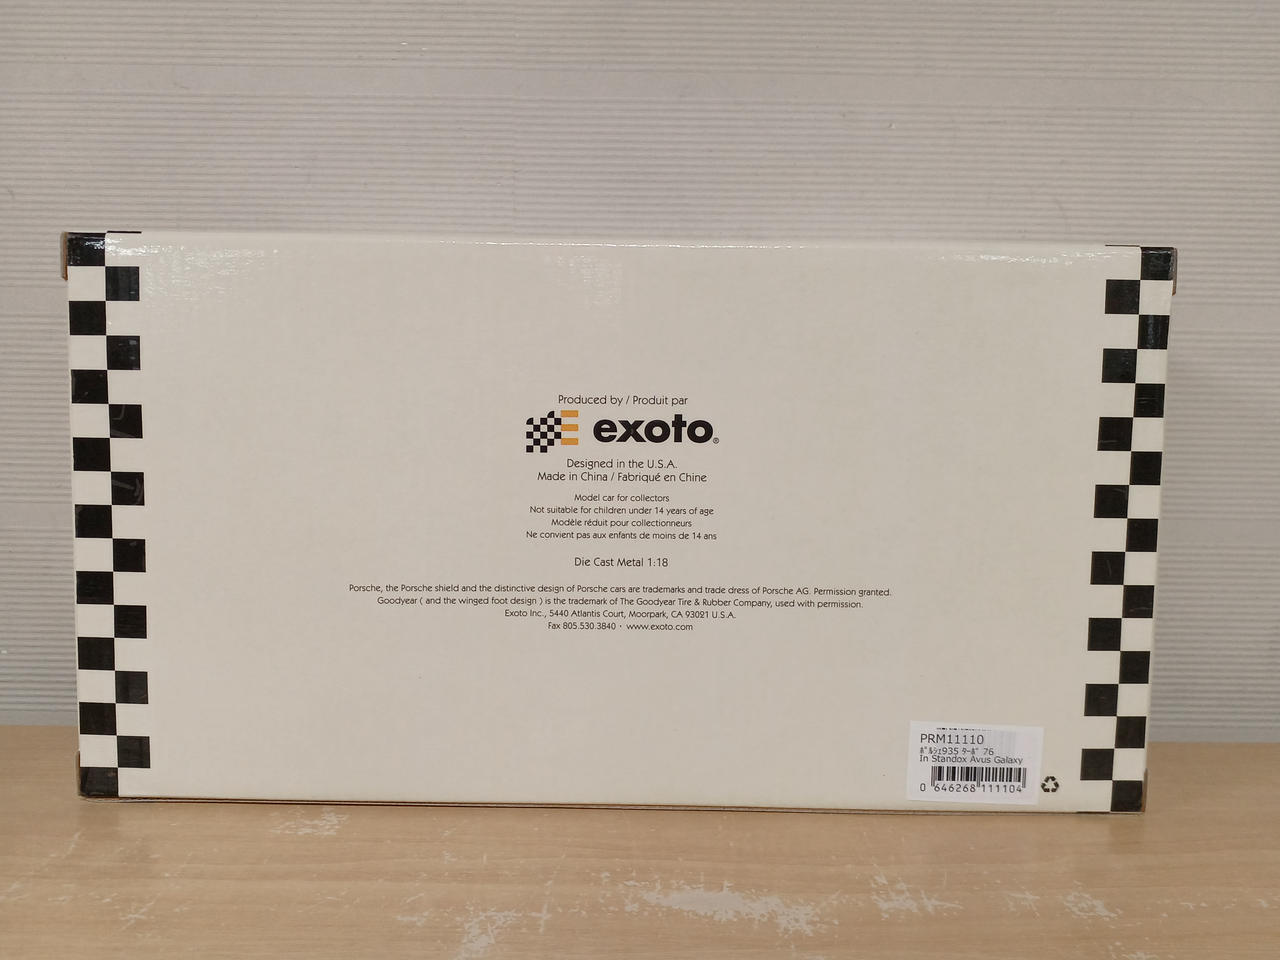 Produced by / Produit par
exoto®
Designed in the U.S.A.
Made in China / Fabriqué en Chine
Model car for collectors
Not suitable for children under 14 years of age
Modèle réduit pour collectionneurs
Ne convient pas aux enfants de moins de 14 ans
Die Cast Metal 1:18
Porsche, the Porsche shield and the distinctive design of Porsche cars are trademarks and trade dress of Porsche AG. Permission granted.
Goodyear ( and the winged foot design ) is the trademark of The Goodyear Tire & Rubber Company, used with permission.
Exoto Inc., 5440 Atlantis Court, Moorpark, CA 93021 U.S.A.
Fax 805.530.3840 · www.exoto.com
PRM11110
ﾎﾟﾙｼｪ935 ﾀｰﾎﾞ 76
In Standox Avus Galaxy
0 646268 111104